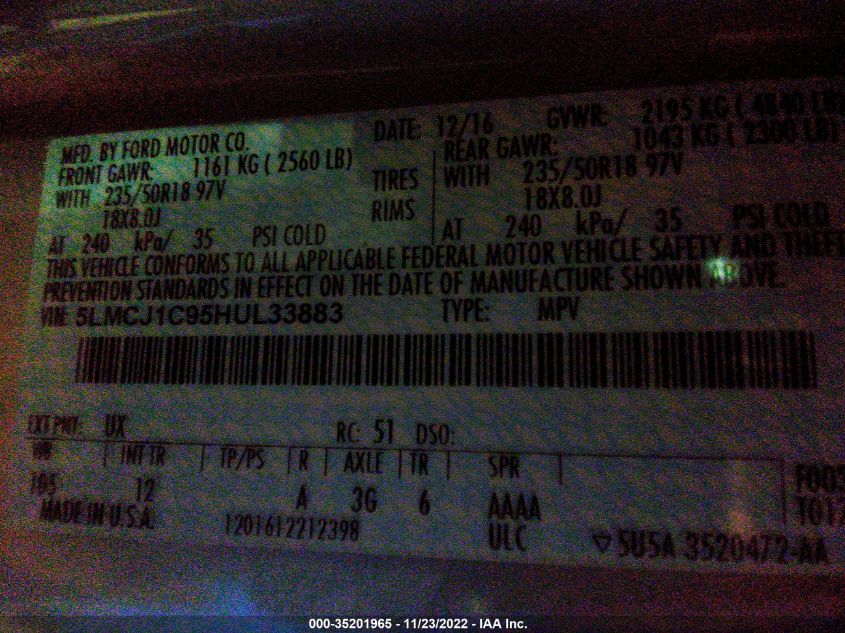 MFD. BY FORD MOTOR CO. DATE: 12/16 GVWR: 2195 KG ( 4840 LB)
FRONT GAWR: 1161 KG ( 2560 LB) REAR GAWR: 1043 KG ( 2300 LB)
WITH 235/50R18 97V TIRES WITH 235/50R18 97V
18X8.0J RIMS 18X8.0J
AT 240 kPa/ 35 PSI COLD AT 240 kPa/ 35 PSI COLD
THIS VEHICLE CONFORMS TO ALL APPLICABLE FEDERAL MOTOR VEHICLE SAFETY AND THEFT
PREVENTION STANDARDS IN EFFECT ON THE DATE OF MANUFACTURE SHOWN ABOVE.
VIN: 5LMCJ1C95HUL33883 TYPE: MPV
EXT PNT: UX RC: 51 DSO:
WB INT TR TP/PS R AXLE TR SPR
105 12 A 3G 6 AAAA
MADE IN U.S.A. 1201612212398 ULC 5U5A 3520472-AA
000-35201965 - 11/23/2022 - IAA Inc.